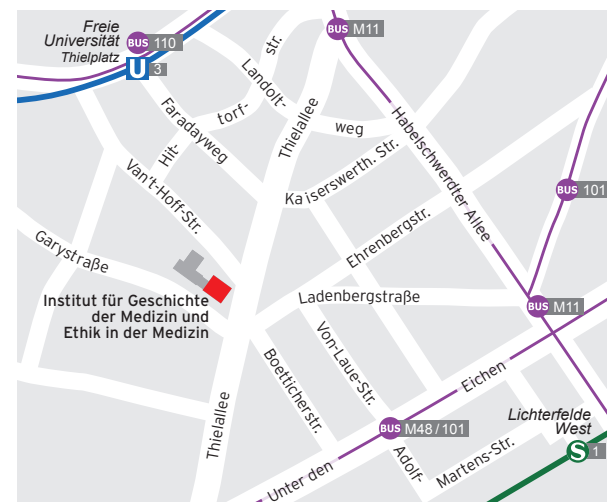 Freie
Universität
Thielplatz
BUS 110
U 3
BUS M11
Landolt-
weg
str.
torf-
Hit-
Faradayweg
Thielallee
Habelschwerdter Allee
Van't-Hoff-Str.
Kaiserswerth. Str.
BUS 101
Garystraße
Ehrenbergstr.
Institut für Geschichte
der Medizin und
Ethik in der Medizin
Ladenbergstraße
BUS M11
Boetticherstr.
Von-Laue-Str.
Eichen
Thielallee
BUS M48/101
Lichterfelde
West
S 1
Adolf-
Martens-Str.
Unter den